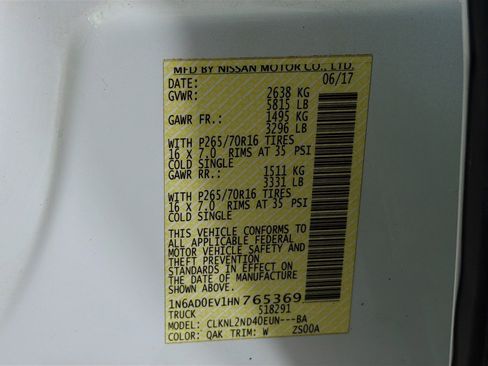 MFD BY NISSAN MOTOR CO., LTD.
DATE: 06/17
GVWR: 2638 KG
5815 LB
GAWR FR.: 1495 KG
3296 LB
WITH P265/70R16 TIRES
16 X 7.0 RIMS AT 35 PSI
COLD SINGLE
GAWR RR.: 1511 KG
3331 LB
WITH P265/70R16 TIRES
16 X 7.0 RIMS AT 35 PSI
COLD SINGLE
THIS VEHICLE CONFORMS TO
ALL APPLICABLE FEDERAL
MOTOR VEHICLE SAFETY AND
THEFT PREVENTION
STANDARDS IN EFFECT ON
THE DATE OF MANUFACTURE
SHOWN ABOVE.
1N6AD0EV1HN765369
TRUCK 518291
MODEL: CLKNL2ND40EUN---BA
COLOR: QAK TRIM: W ZS00A